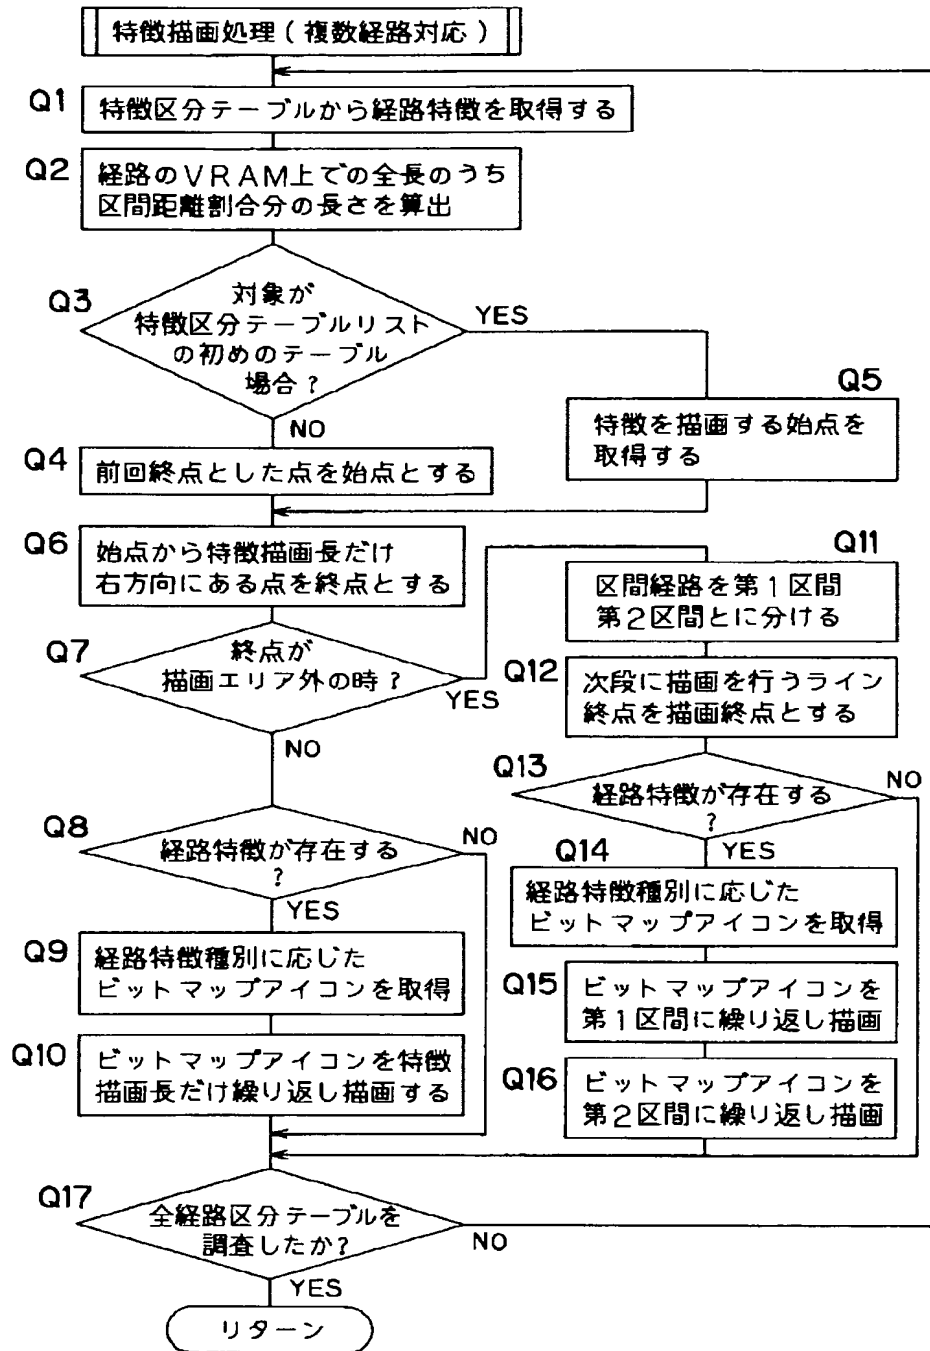 特徴描画処理(複数経路対応)
Q1
特徴区分テーブルから経路特徴を取得する
Q2
経路のVRAM上での全長のうち
区間距離割合分の長さを算出
Q3
対象が
特徴区分テーブルリスト
の初めのテーブル
場合?
YES
NO
Q5
特徴を描画する始点を
取得する
Q4
前回終点とした点を始点とする
Q6
始点から特徴描画長だけ
右方向にある点を終点とする
Q7
終点が
描画エリア外の時?
YES
NO
Q11
区間経路を第1区間
第2区間とに分ける
Q12
次段に描画を行うライン
終点を描画終点とする
Q13
経路特徴が存在する
?
NO
YES
Q8
経路特徴が存在する
?
NO
YES
Q14
経路特徴種別に応じた
ビットマップアイコンを取得
Q9
経路特徴種別に応じた
ビットマップアイコンを取得
Q15
ビットマップアイコンを
第1区間に繰り返し描画
Q10
ビットマップアイコンを特徴
描画長だけ繰り返し描画する
Q16
ビットマップアイコンを
第2区間に繰り返し描画
Q17
全経路区分テーブルを
調査したか?
NO
YES
リターン